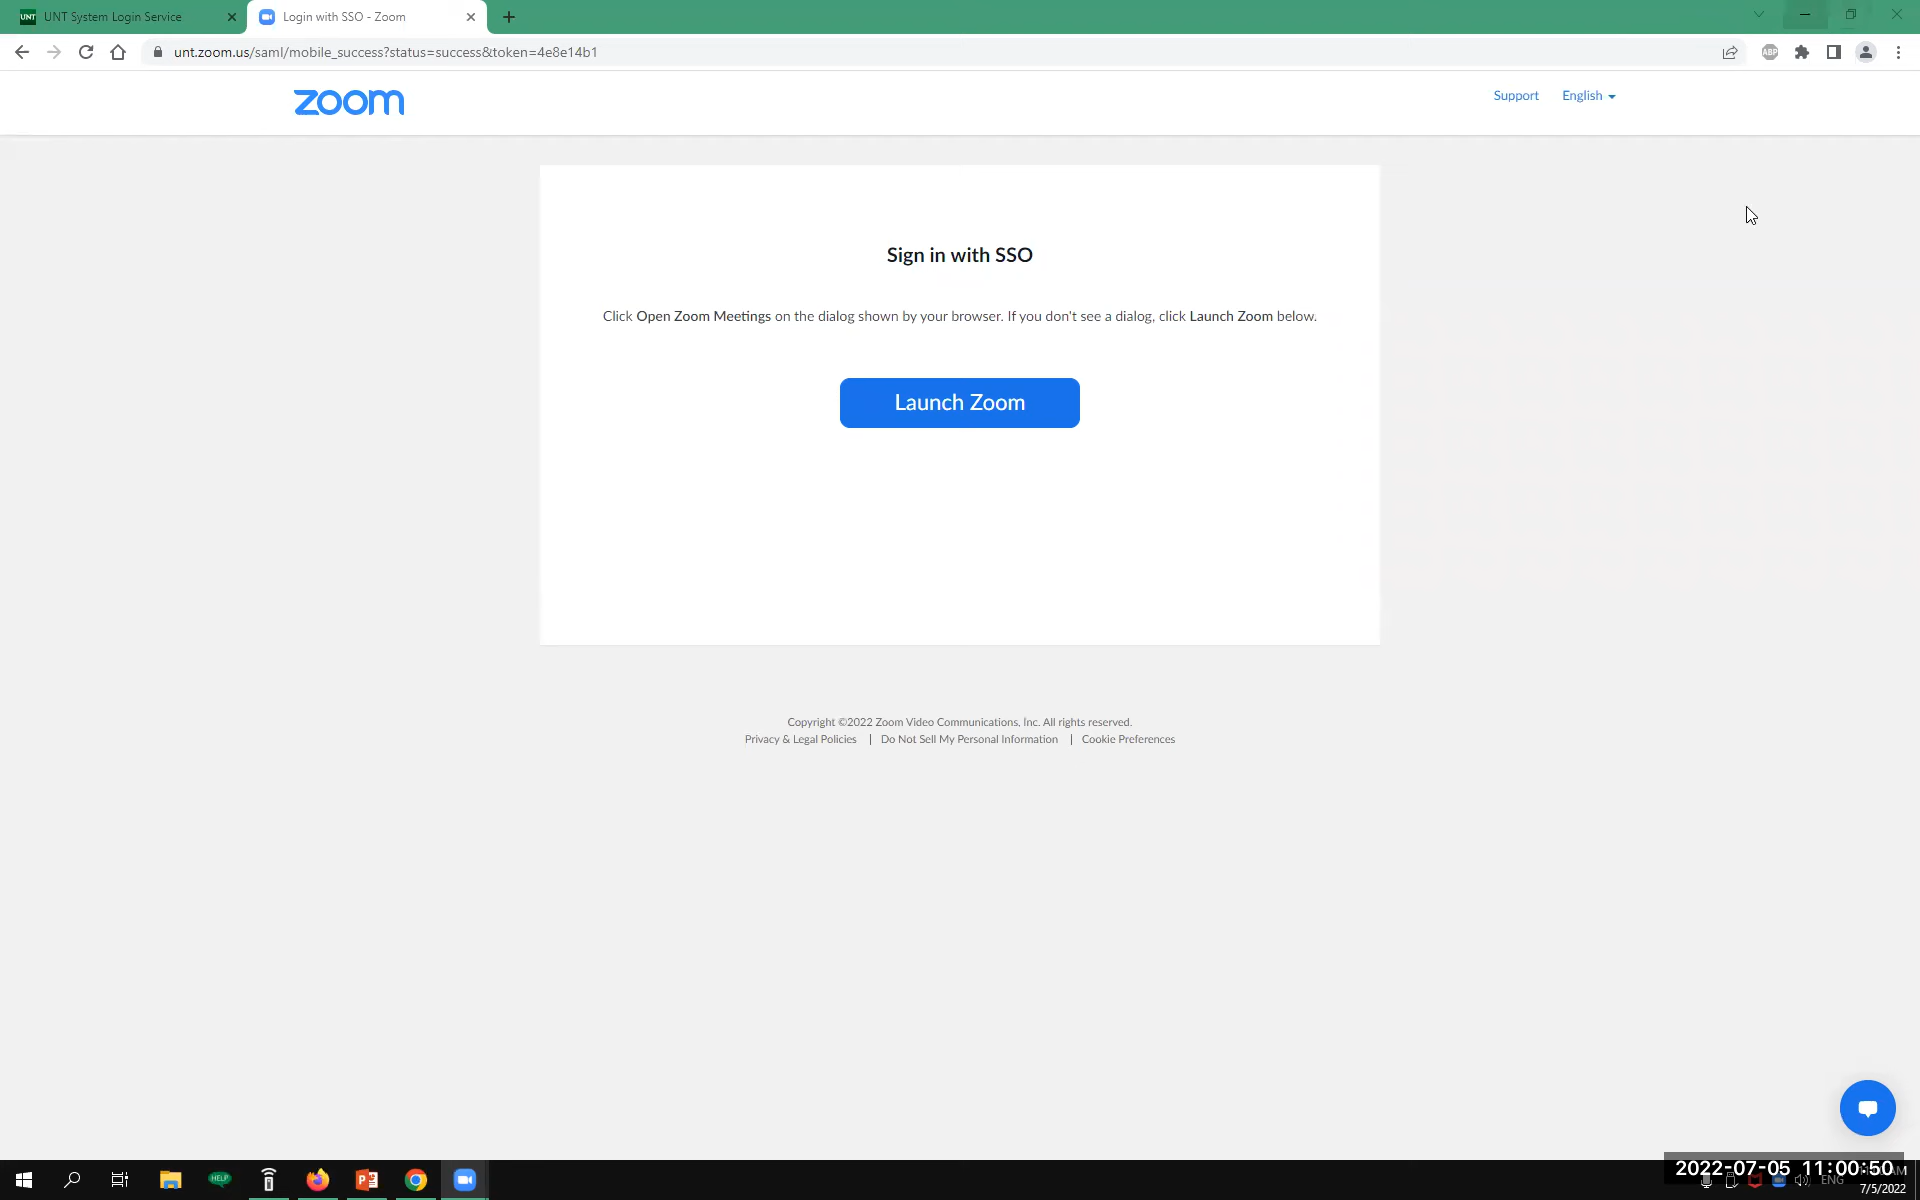 UNT UNT System Login Service
Login with SSO - Zoom
unt.zoom.us/saml/mobile_success?status=success&token=4e8e14b1
ABP
zoom
Support English
Sign in with SSO
Click Open Zoom Meetings on the dialog shown by your browser. If you don't see a dialog, click Launch Zoom below.
Launch Zoom
Copyright ©2022 Zoom Video Communications, Inc. All rights reserved.
Privacy & Legal Policies | Do Not Sell My Personal Information | Cookie Preferences
HELP
2022-07-05 11:00:50 AM
ENG
7/5/2022